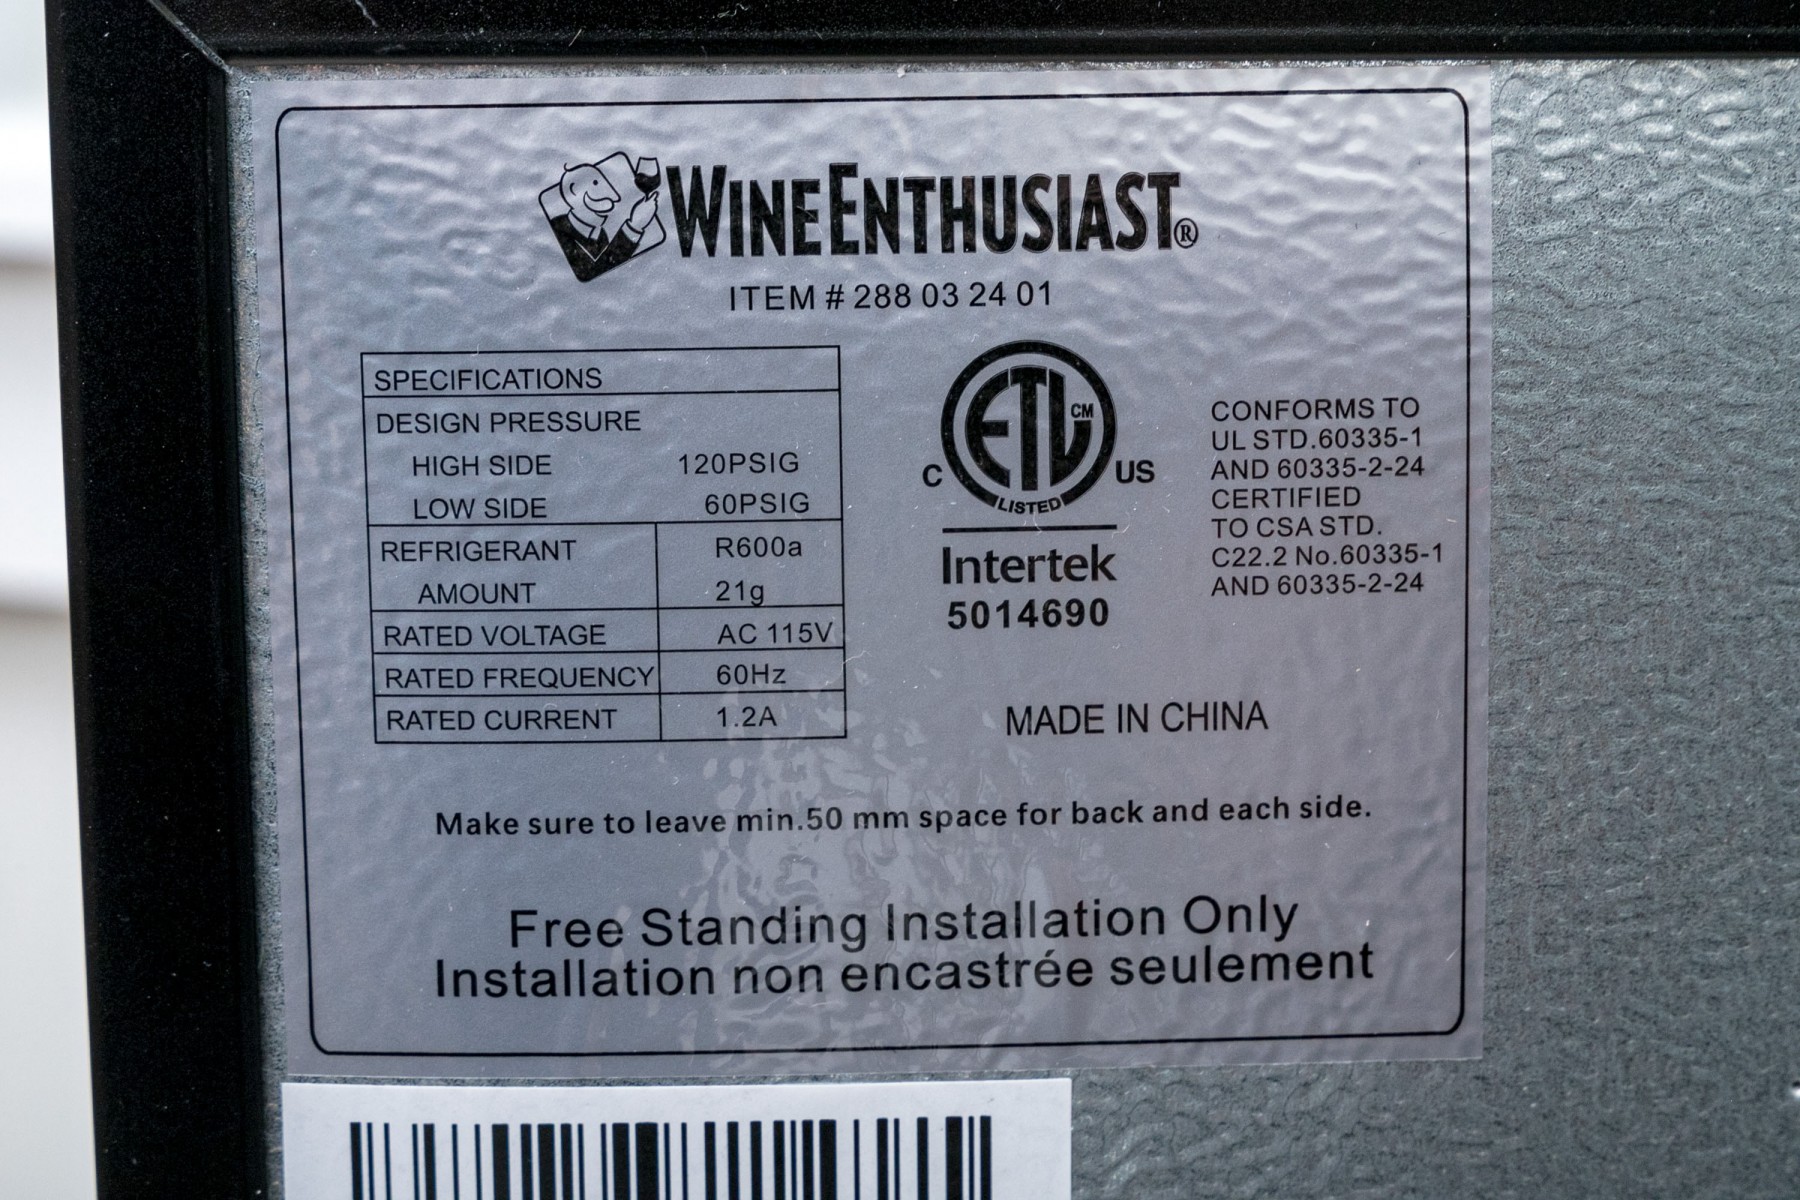 WINE ENTHUSIAST®
ITEM # 288 03 24 01
SPECIFICATIONS
DESIGN PRESSURE
HIGH SIDE 120PSIG
LOW SIDE 60PSIG
REFRIGERANT R600a
AMOUNT 21g
RATED VOLTAGE AC 115V
RATED FREQUENCY 60Hz
RATED CURRENT 1.2A
ETL CM
C US
LISTED
Intertek
5014690
CONFORMS TO
UL STD.60335-1
AND 60335-2-24
CERTIFIED
TO CSA STD.
C22.2 No.60335-1
AND 60335-2-24
MADE IN CHINA
Make sure to leave min.50 mm space for back and each side.
Free Standing Installation Only
Installation non encastrée seulement